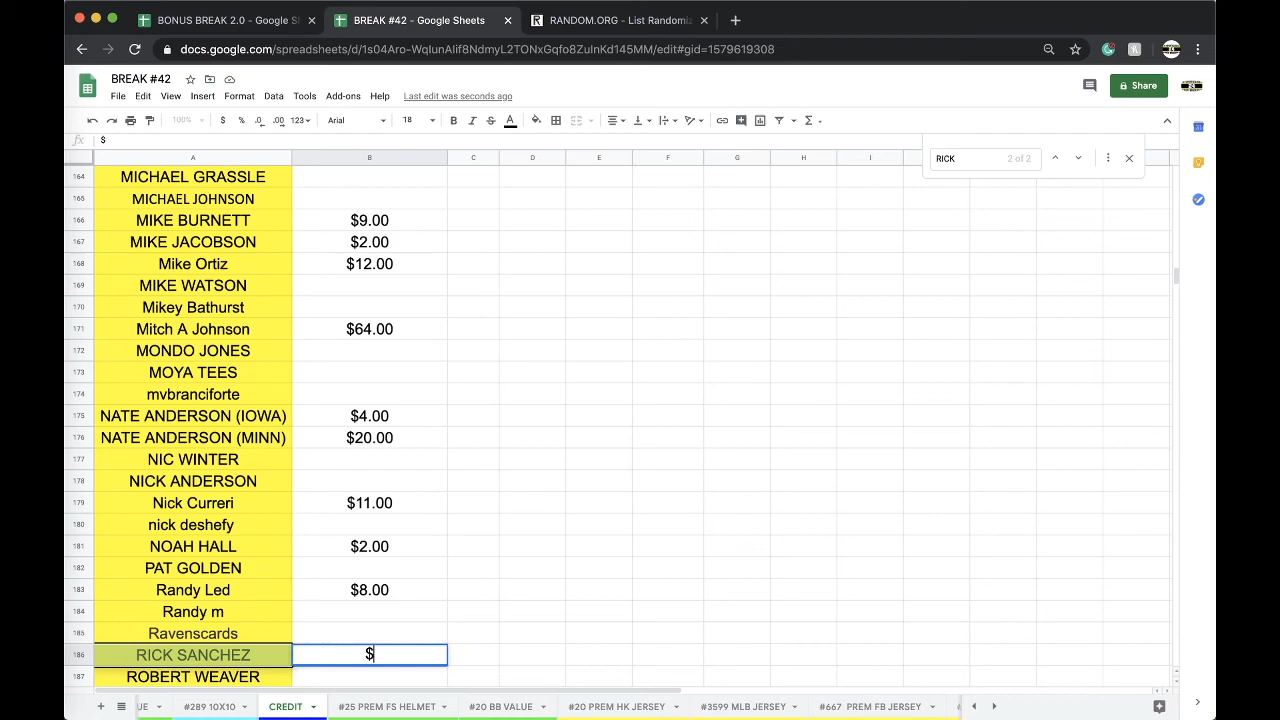 BONUS BREAK 2.0 - Google S
BREAK #42 - Google Sheets
RANDOM.ORG - List Randomiz
docs.google.com/spreadsheets/d/1s04Aro-WqIunAIif8NdmyL2TONxGqfo8ZuInKd145MM/edit#gid=1579619308
BREAK #42
File Edit View Insert Format Data Tools Add-ons Help Last edit was seconds ago
Share
100% $ % .0 .00 123 Arial 18 B I S A
fx $
RICK 2 of 2
A B C D E F G H I
164 MICHAEL GRASSLE
165 MICHAEL JOHNSON
166 MIKE BURNETT $9.00
167 MIKE JACOBSON $2.00
168 Mike Ortiz $12.00
169 MIKE WATSON
170 Mikey Bathurst
171 Mitch A Johnson $64.00
172 MONDO JONES
173 MOYA TEES
174 mvbranciforte
175 NATE ANDERSON (IOWA) $4.00
176 NATE ANDERSON (MINN) $20.00
177 NIC WINTER
178 NICK ANDERSON
179 Nick Curreri $11.00
180 nick deshefy
181 NOAH HALL $2.00
182 PAT GOLDEN
183 Randy Led $8.00
184 Randy m
185 Ravenscards
186 RICK SANCHEZ $
187 ROBERT WEAVER
UE #289 10X10 CREDIT #25 PREM FS HELMET #20 BB VALUE #20 PREM HK JERSEY #3599 MLB JERSEY #667 PREM FB JERSEY